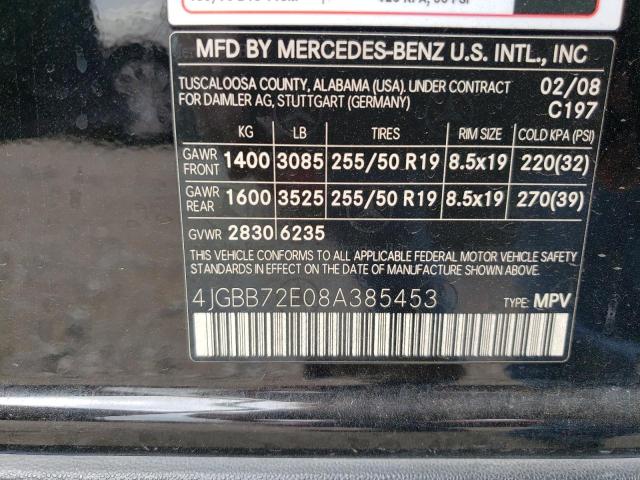 MFD BY MERCEDES-BENZ U.S. INTL., INC
TUSCALOOSA COUNTY, ALABAMA (USA). UNDER CONTRACT 02/08
FOR DAIMLER AG, STUTTGART (GERMANY) C197
KG LB TIRES RIM SIZE COLD KPA (PSI)
GAWR FRONT 1400 3085 255/50 R19 8.5x19 220(32)
GAWR REAR 1600 3525 255/50 R19 8.5x19 270(39)
GVWR 2830 6235
THIS VEHICLE CONFORMS TO ALL APPLICABLE FEDERAL MOTOR VEHICLE SAFETY
STANDARDS IN EFFECT ON THE DATE OF MANUFACTURE SHOWN ABOVE.
4JGBB72E08A385453 TYPE: MPV